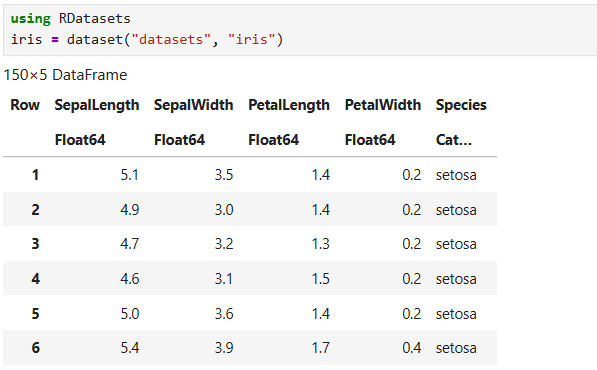 using RDatasets
iris = dataset("datasets", "iris")
150×5 DataFrame
Row SepalLength SepalWidth PetalLength PetalWidth Species
Float64 Float64 Float64 Float64 Cat…
1 5.1 3.5 1.4 0.2 setosa
2 4.9 3.0 1.4 0.2 setosa
3 4.7 3.2 1.3 0.2 setosa
4 4.6 3.1 1.5 0.2 setosa
5 5.0 3.6 1.4 0.2 setosa
6 5.4 3.9 1.7 0.4 setosa